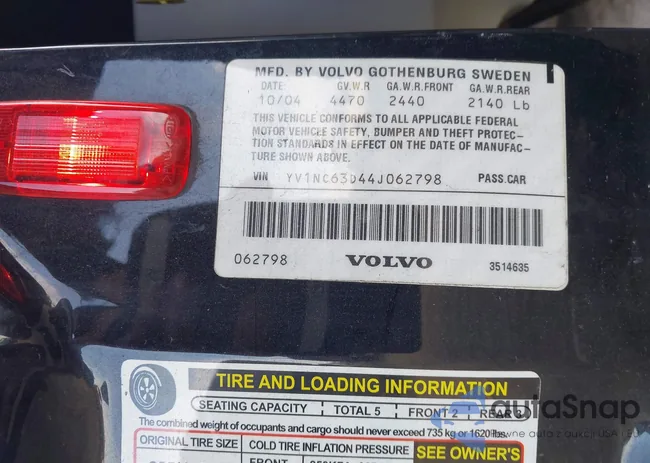 MFD. BY VOLVO GOTHENBURG SWEDEN
DATE: GV.W.R GA.W.R.FRONT GA.W.R.REAR
10/04 4470 2440 2140 Lb
THIS VEHICLE CONFORMS TO ALL APPLICABLE FEDERAL
MOTOR VEHICLE SAFETY, BUMPER AND THEFT PROTEC-
TION STANDARDS IN EFFECT ON THE DATE OF MANUFAC-
TURE SHOWN ABOVE.
VIN YV1NC63D44J062798 PASS.CAR
062798 VOLVO 3514635
TIRE AND LOADING INFORMATION
SEATING CAPACITY TOTAL 5 FRONT 2 REAR 3
The combined weight of occupants and cargo should never exceed 735 kg or 1620 lbs.
ORIGINAL TIRE SIZE COLD TIRE INFLATION PRESSURE SEE OWNER'S
FRONT
autoSnap